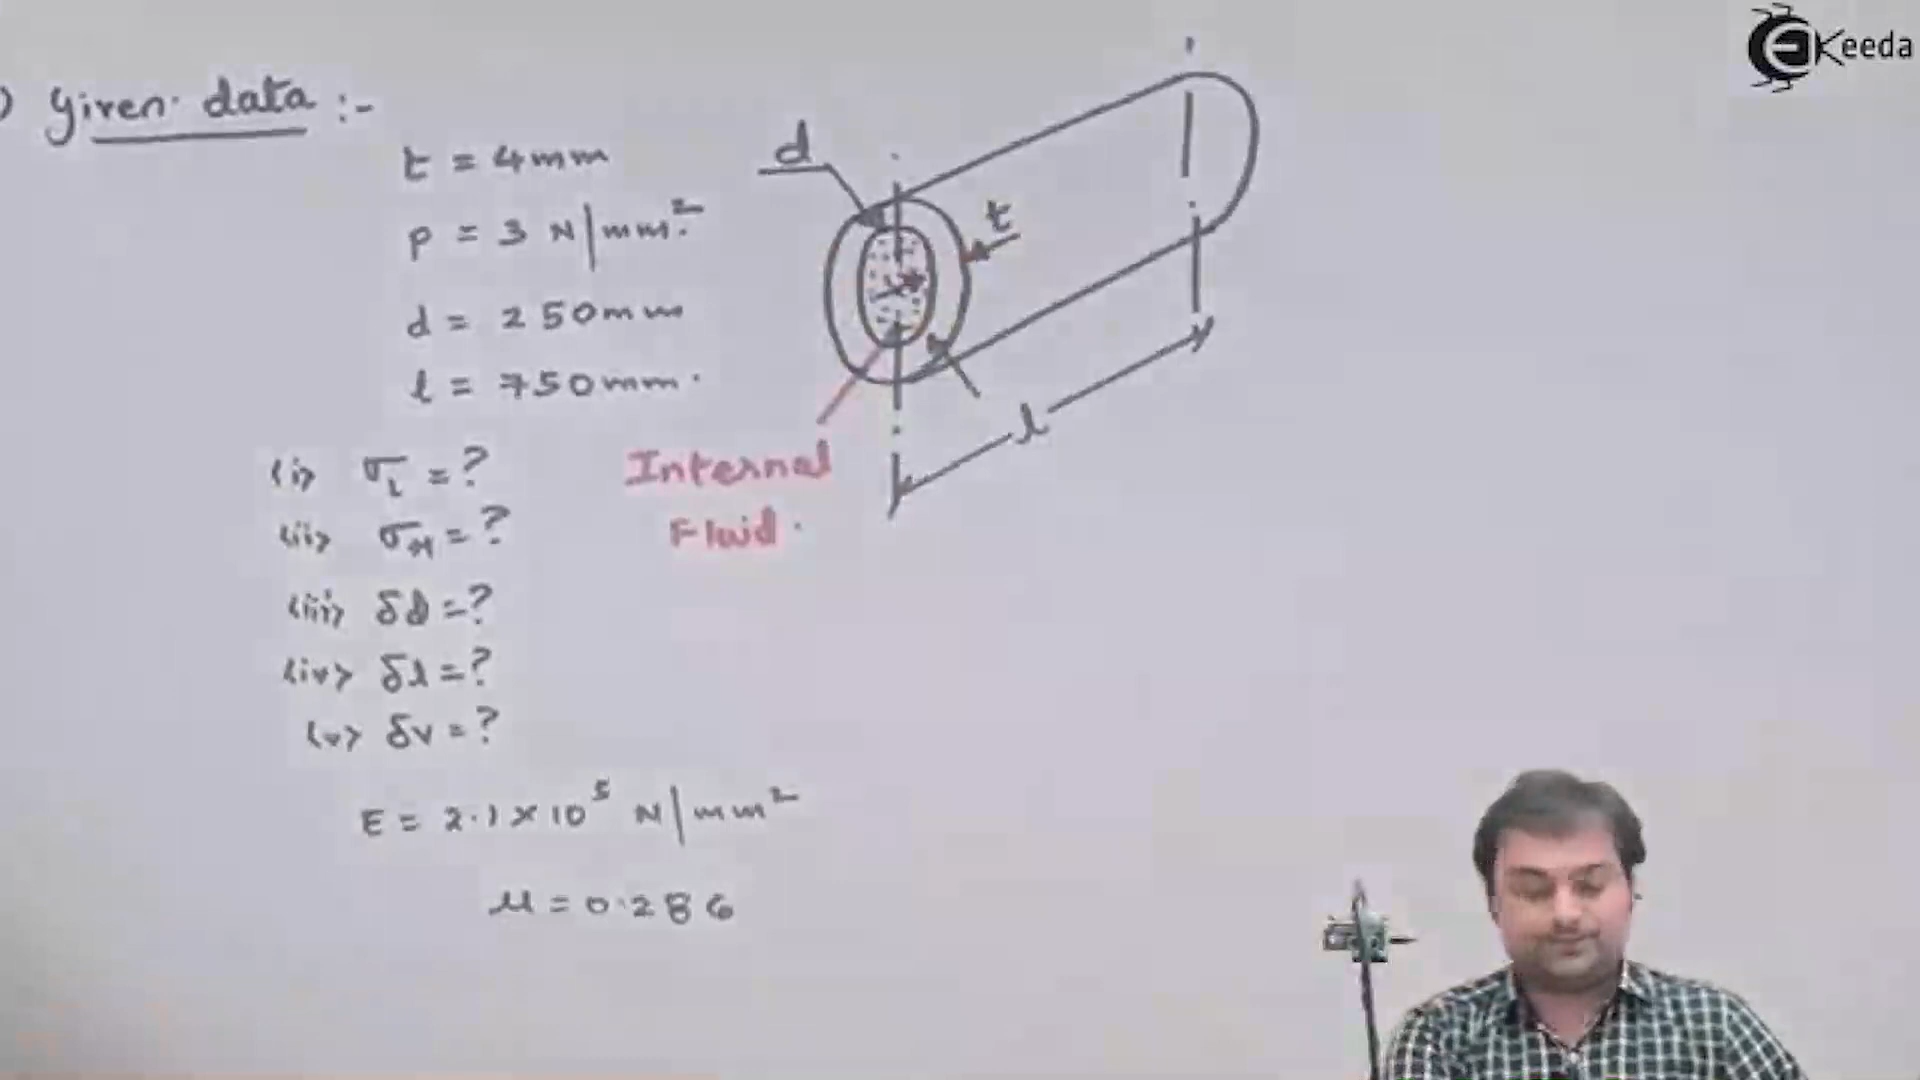 Given data :-
t = 4mm
p = 3 N/mm²
d = 250mm
l = 750mm.
(i) σL = ?
(ii) σH = ?
(iii) δd = ?
(iv) δl = ?
(v) δv = ?
E = 2.1 x 10⁵ N/mm²
μ = 0.286
d
t
l
Internal
Fluid.
Ekeeda